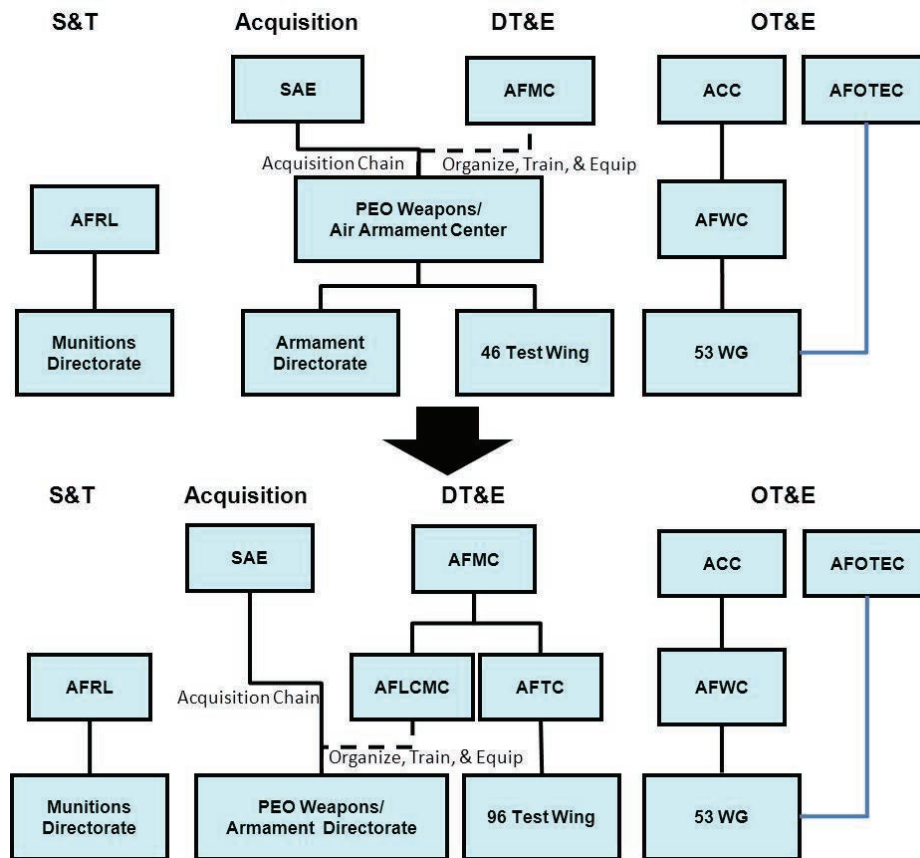 S&T
Acquisition
DT&E
OT&E
SAE
AFMC
ACC
AFOTEC
Acquisition Chain
Organize, Train, & Equip
AFRL
PEO Weapons/
Air Armament Center
AFWC
Munitions
Directorate
Armament
Directorate
46 Test Wing
53 WG
S&T
Acquisition
DT&E
OT&E
SAE
AFMC
ACC
AFOTEC
AFRL
Acquisition Chain
AFLCMC
AFTC
AFWC
Organize, Train, & Equip
Munitions
Directorate
PEO Weapons/
Armament Directorate
96 Test Wing
53 WG